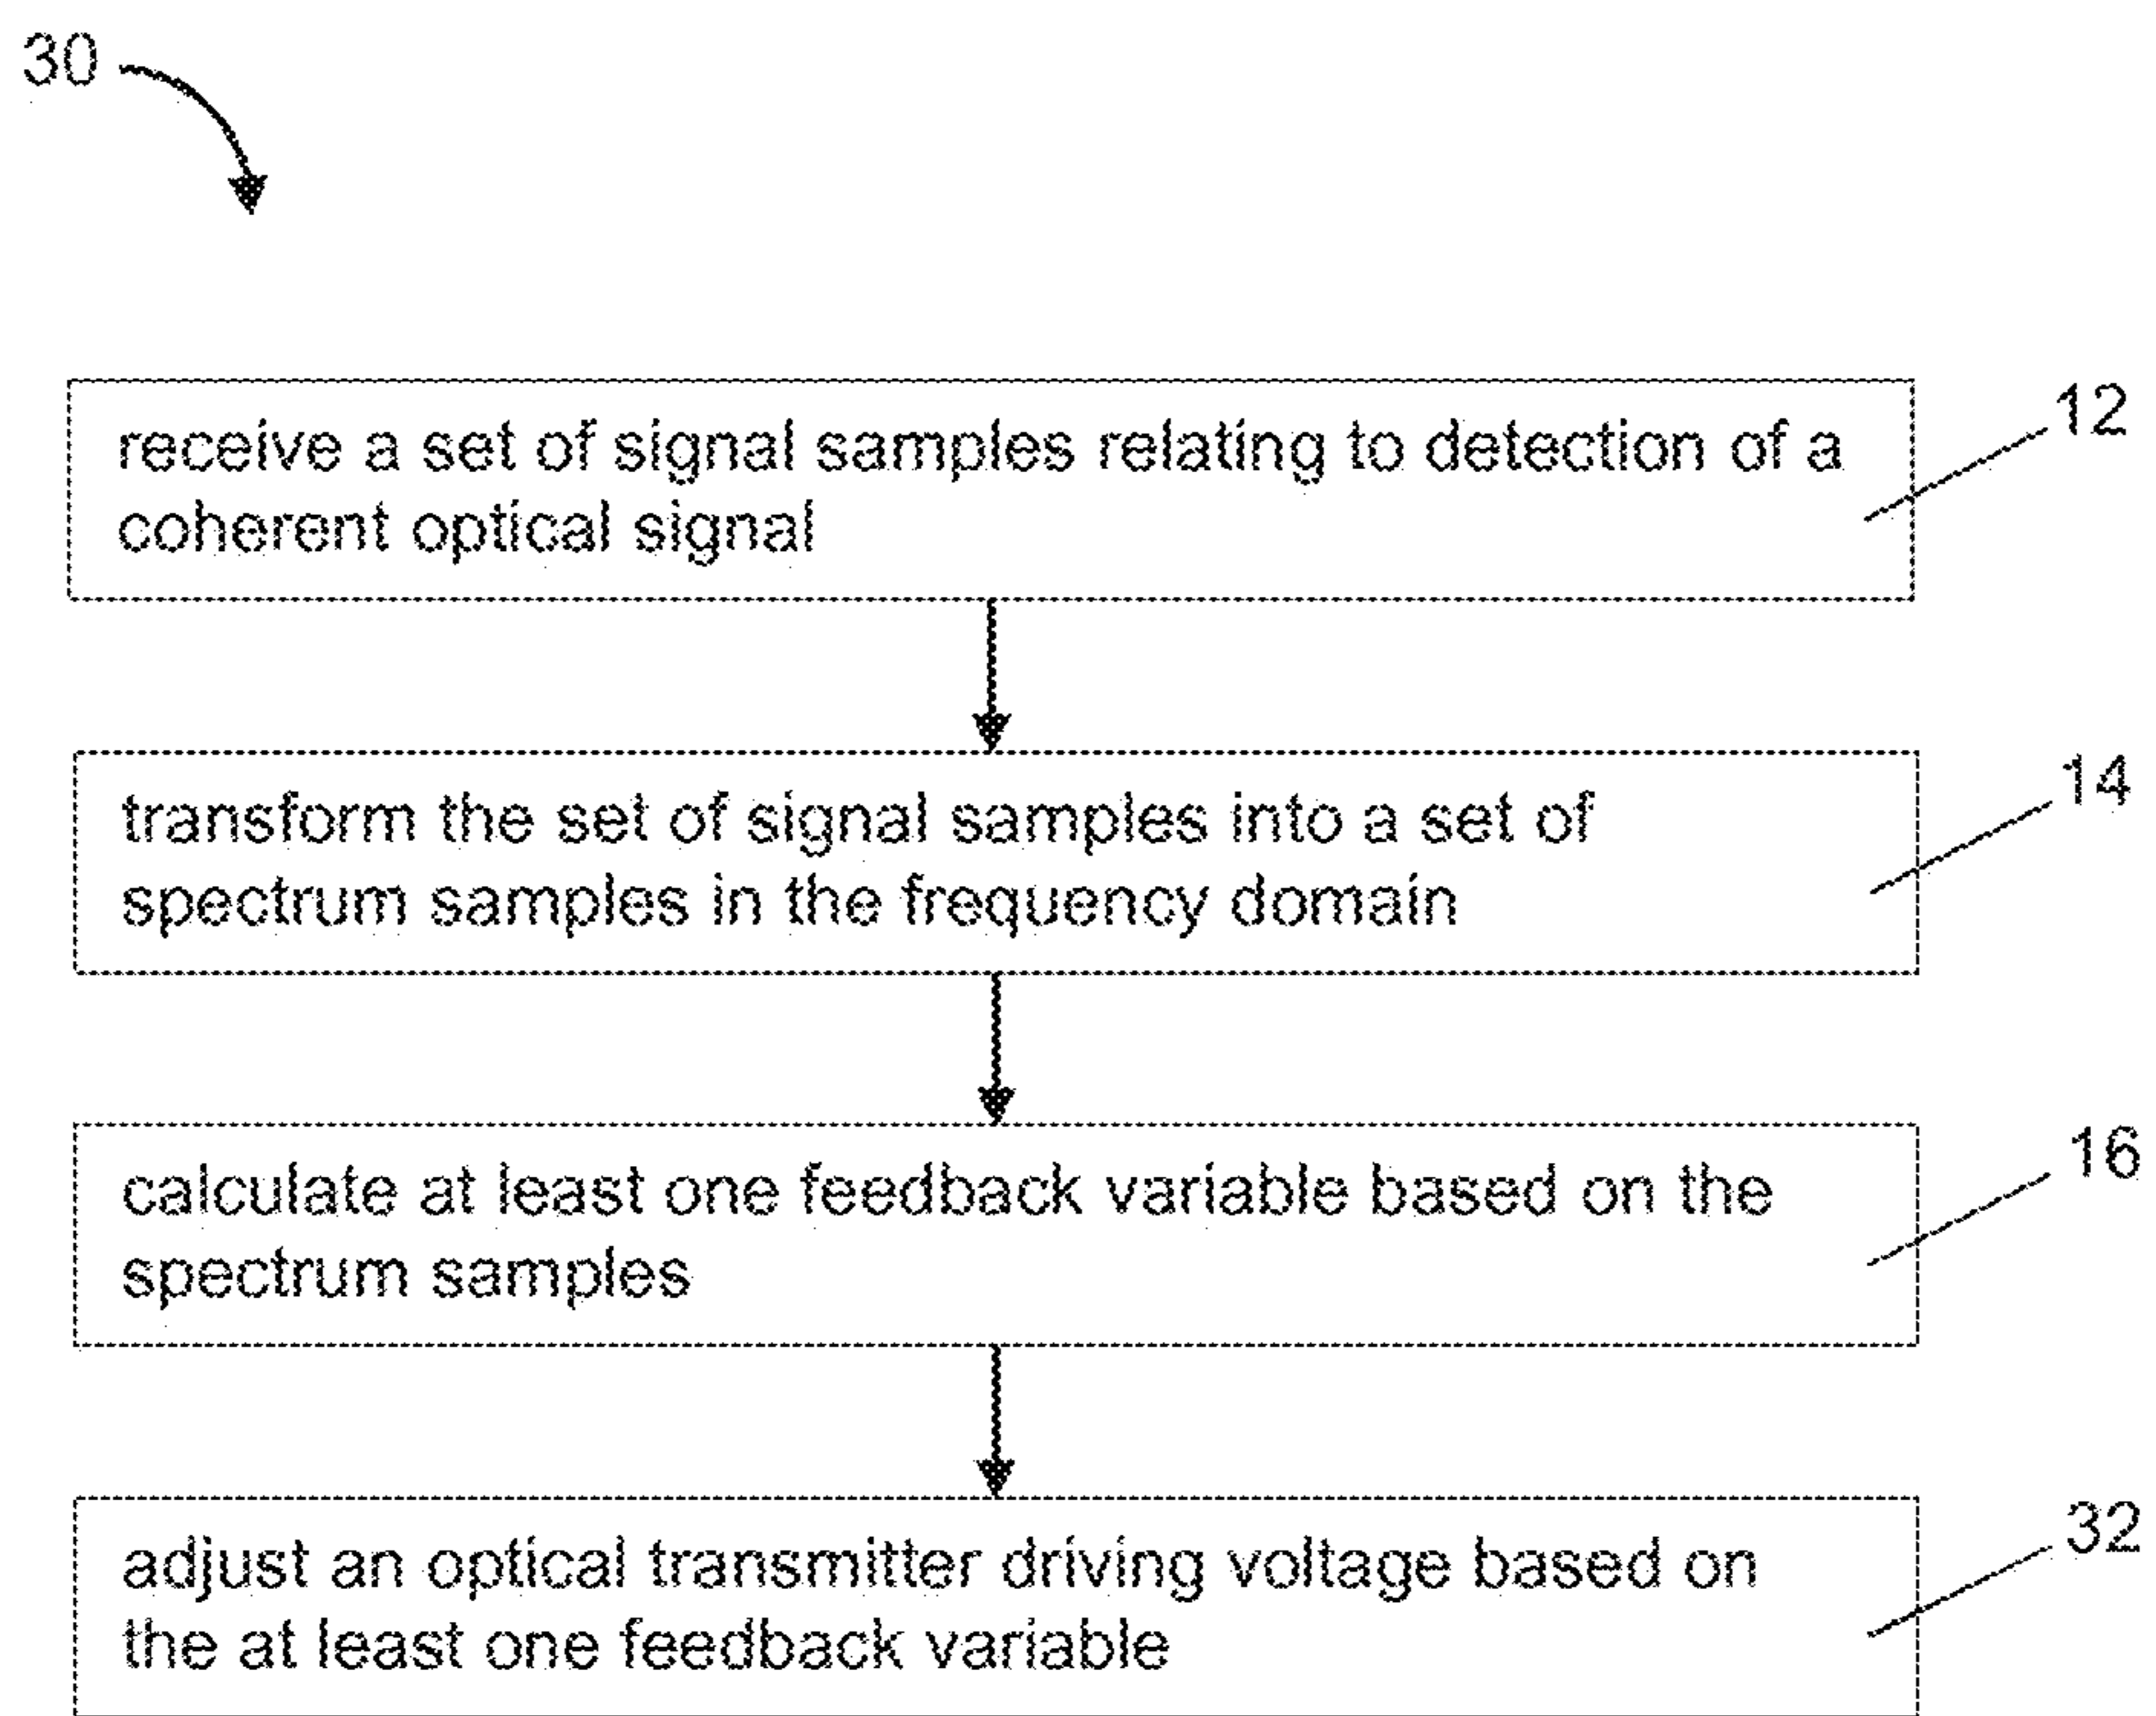 30
receive a set of signal samples relating to detection of a
coherent optical signal
12
transform the set of signal samples into a set of
spectrum samples in the frequency domain
14
calculate at least one feedback variable based on the
spectrum samples
16
adjust an optical transmitter driving voltage based on
the at least one feedback variable
32